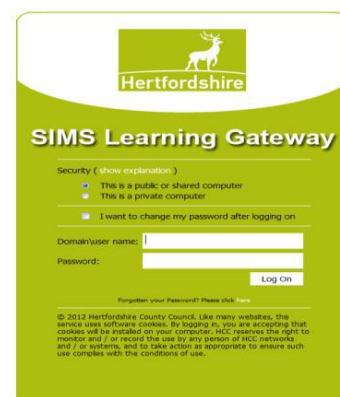 Hertfordshire
SIMS Learning Gateway
Security ( show explanation )
This is a public or shared computer
This is a private computer
I want to change my password after logging on
Domain\user name:
Password:
Log On
Forgotten your Password? Please click here
© 2012 Hertfordshire County Council. Like many websites, this
service uses software cookies. By logging in, you are accepting that
cookies will be installed on your computer. HCC reserves the right to
monitor and / or record the use by any person of HCC networks
and / or systems, and to take action as appropriate to ensure such
use complies with the conditions of use.